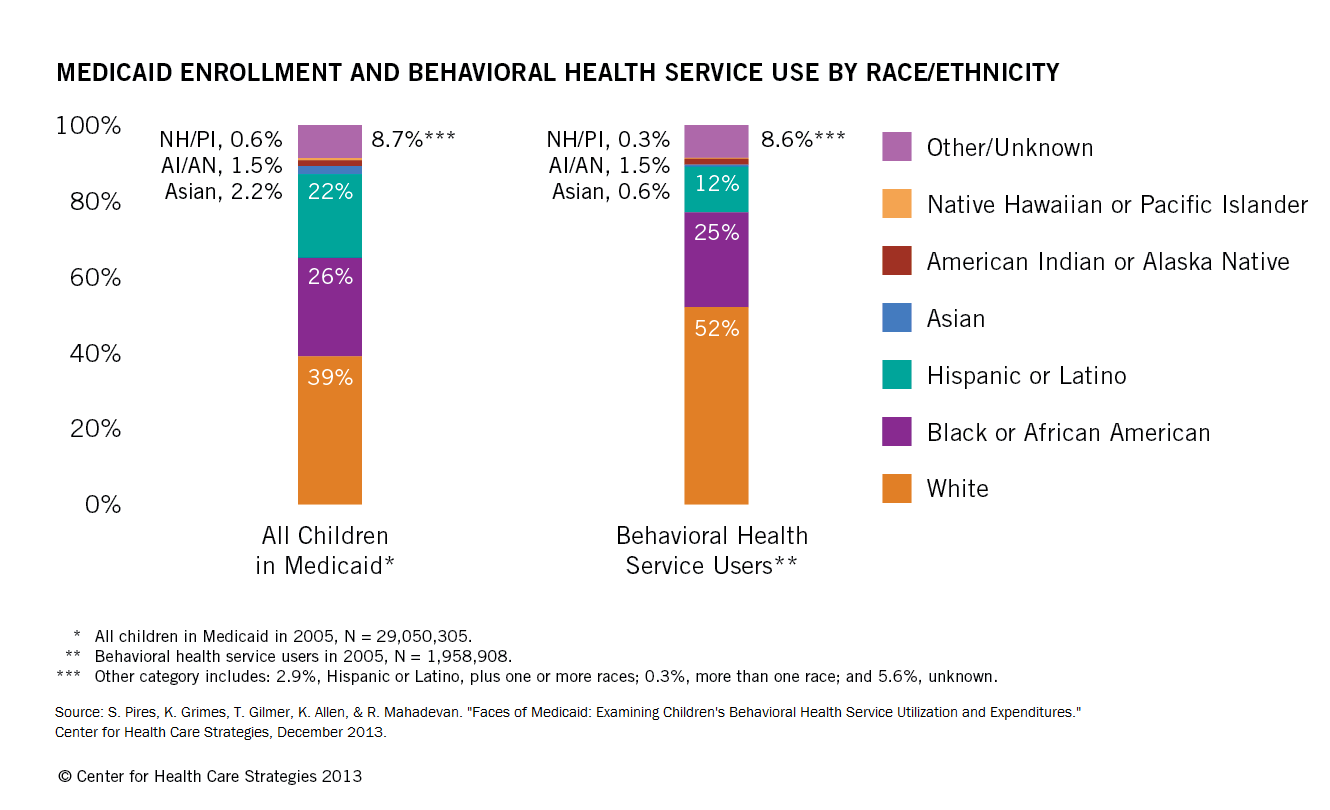 MEDICAID ENROLLMENT AND BEHAVIORAL HEALTH SERVICE USE BY RACE/ETHNICITY
100%
80%
60%
40%
20%
0%
NH/PI, 0.6%
AI/AN, 1.5%
Asian, 2.2%
8.7%***
22%
26%
39%
All Children
in Medicaid*
NH/PI, 0.3%
AI/AN, 1.5%
Asian, 0.6%
8.6%***
12%
25%
52%
Behavioral Health
Service Users**
Other/Unknown
Native Hawaiian or Pacific Islander
American Indian or Alaska Native
Asian
Hispanic or Latino
Black or African American
White
* All children in Medicaid in 2005, N = 29,050,305.
** Behavioral health service users in 2005, N = 1,958,908.
*** Other category includes: 2.9%, Hispanic or Latino, plus one or more races; 0.3%, more than one race; and 5.6%, unknown.
Source: S. Pires, K. Grimes, T. Gilmer, K. Allen, & R. Mahadevan. "Faces of Medicaid: Examining Children's Behavioral Health Service Utilization and Expenditures."
Center for Health Care Strategies, December 2013.
© Center for Health Care Strategies 2013